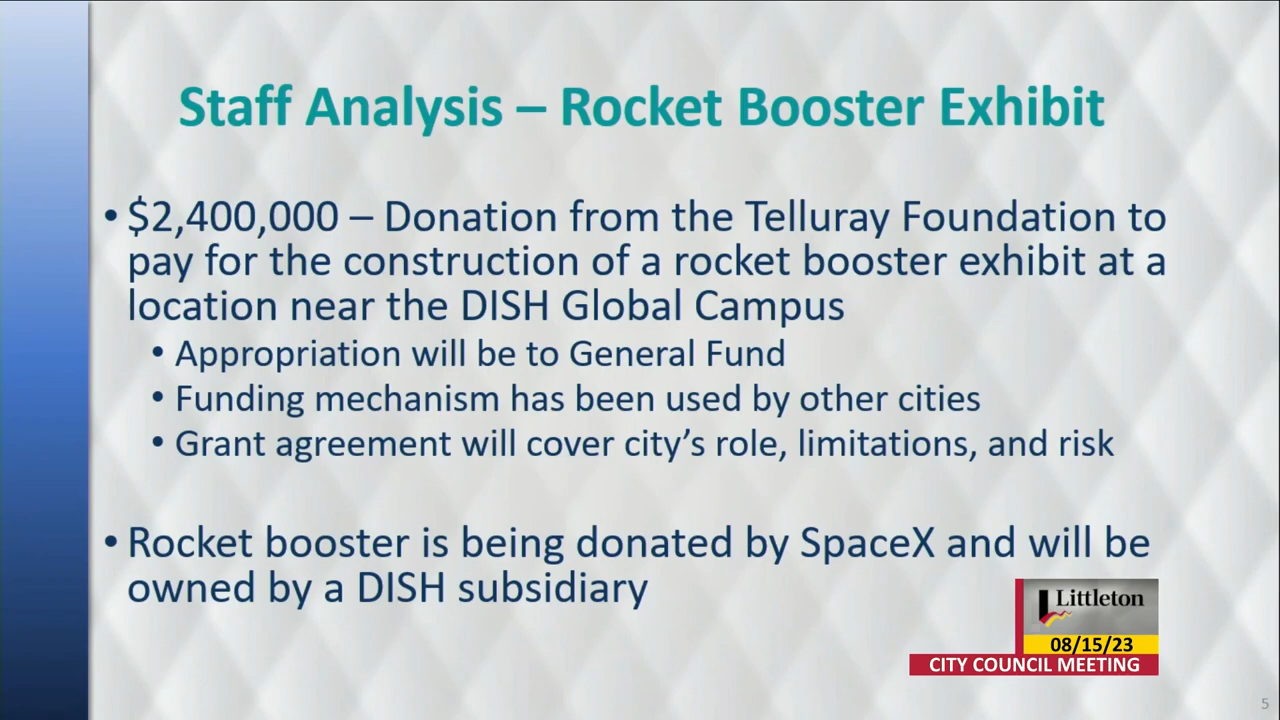 Staff Analysis – Rocket Booster Exhibit
• $2,400,000 – Donation from the Telluray Foundation to
pay for the construction of a rocket booster exhibit at a
location near the DISH Global Campus
• Appropriation will be to General Fund
• Funding mechanism has been used by other cities
• Grant agreement will cover city’s role, limitations, and risk
• Rocket booster is being donated by SpaceX and will be
owned by a DISH subsidiary
Littleton
08/15/23
CITY COUNCIL MEETING
5